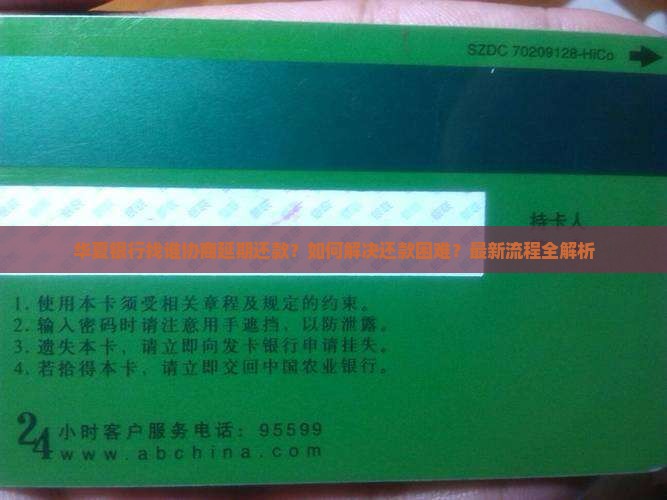 SZDC 70209128-HiCo
持卡人
华夏银行找谁协商延期还款？如何解决还款困难？最新流程全解析
1. 使用本卡须受相关章程及规定的约束。
2. 输入密码时请注意用手遮挡，以防泄露。
3. 遗失本卡，请立即向发卡银行申请挂失。
4. 若拾得本卡，请立即交回中国农业银行。
24 小时客户服务电话：95599
www.abchina.com